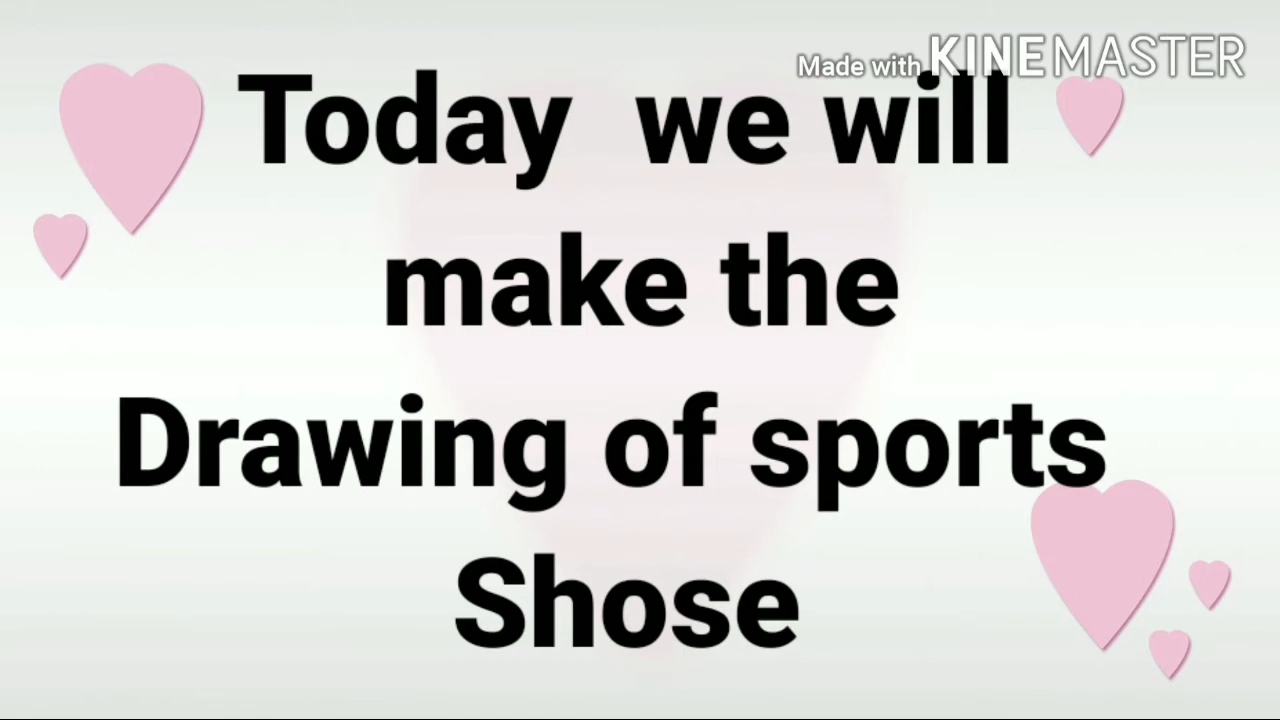 Made with KINEMASTER
Today we will
make the
Drawing of sports
Shose